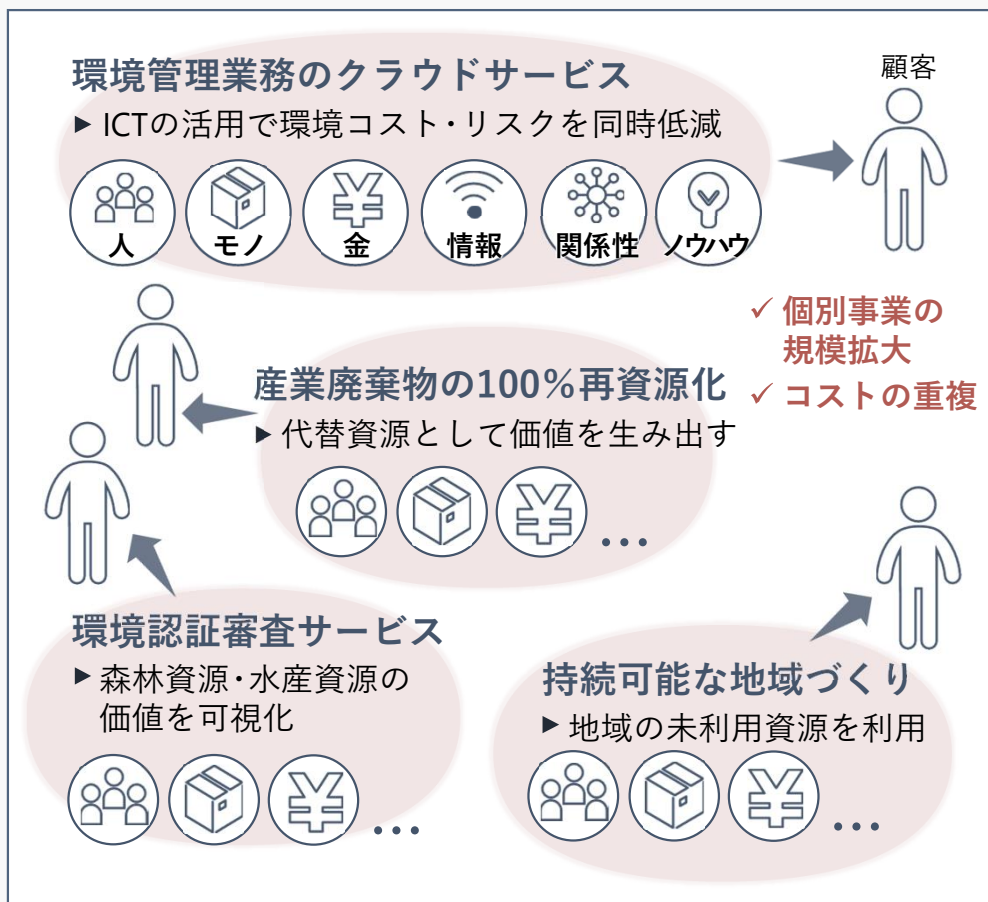 環境管理業務のクラウドサービス
▶ ICTの活用で環境コスト・リスクを同時低減
人
モノ
金
情報
関係性
ノウハウ
顧客
✓ 個別事業の
規模拡大
✓ コストの重複
産業廃棄物の100%再資源化
▶ 代替資源として価値を生み出す
…
環境認証審査サービス
▶ 森林資源・水産資源の
価値を可視化
…
持続可能な地域づくり
▶ 地域の未利用資源を利用
…